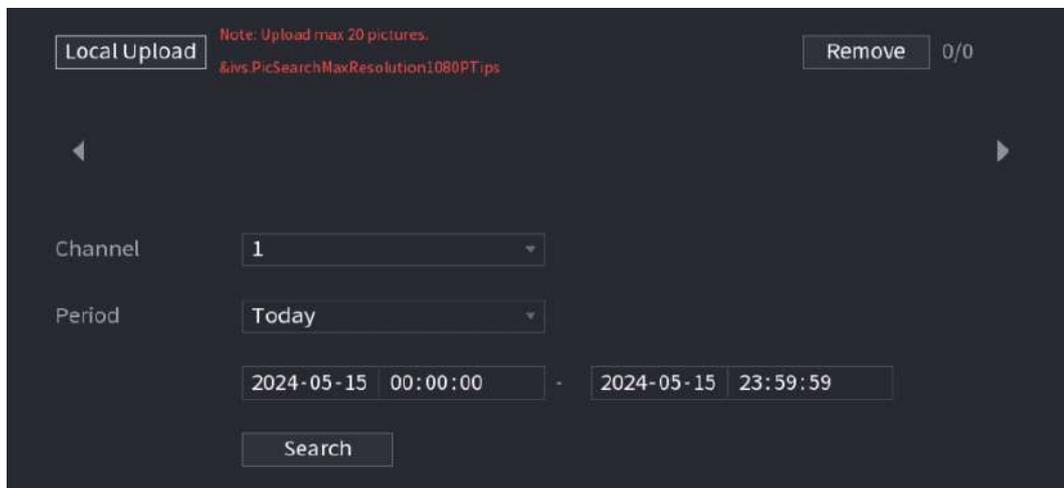 Local Upload
Note: Upload max 20 pictures.
&ivs.PicSearchMaxResolution1080PTips
Remove 0/0
Channel 1
Period Today
2024-05-15 00:00:00 - 2024-05-15 23:59:59
Search